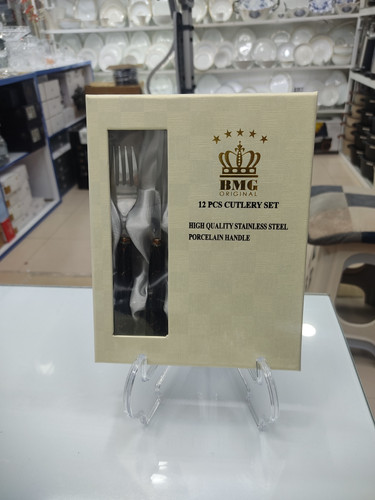 BMG
ORIGINAL
12 PCS CUTLERY SET
HIGH QUALITY STAINLESS STEEL
PORCELAIN HANDLE